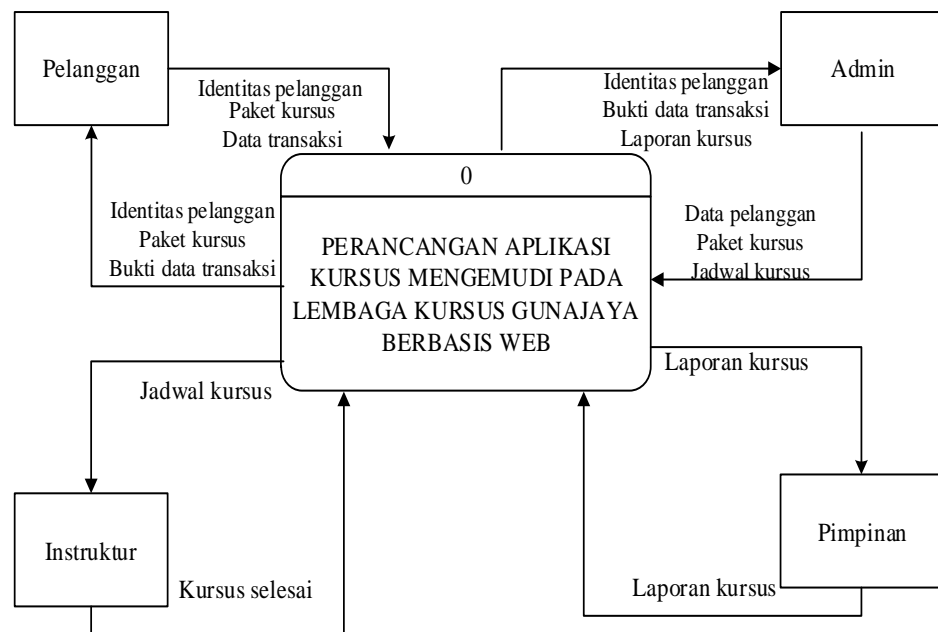 Pelanggan
Identitas pelanggan
Paket kursus
Data transaksi
Identitas pelanggan
Bukti data transaksi
Laporan kursus
Admin
0
PERANCANGAN APLIKASI
KURSUS MENGEMUDI PADA
LEMBAGA KURSUS GUNAJAYA
BERBASIS WEB
Identitas pelanggan
Paket kursus
Bukti data transaksi
Data pelanggan
Paket kursus
Jadwal kursus
Jadwal kursus
Laporan kursus
Instruktur
Kursus selesai
Pimpinan
Laporan kursus